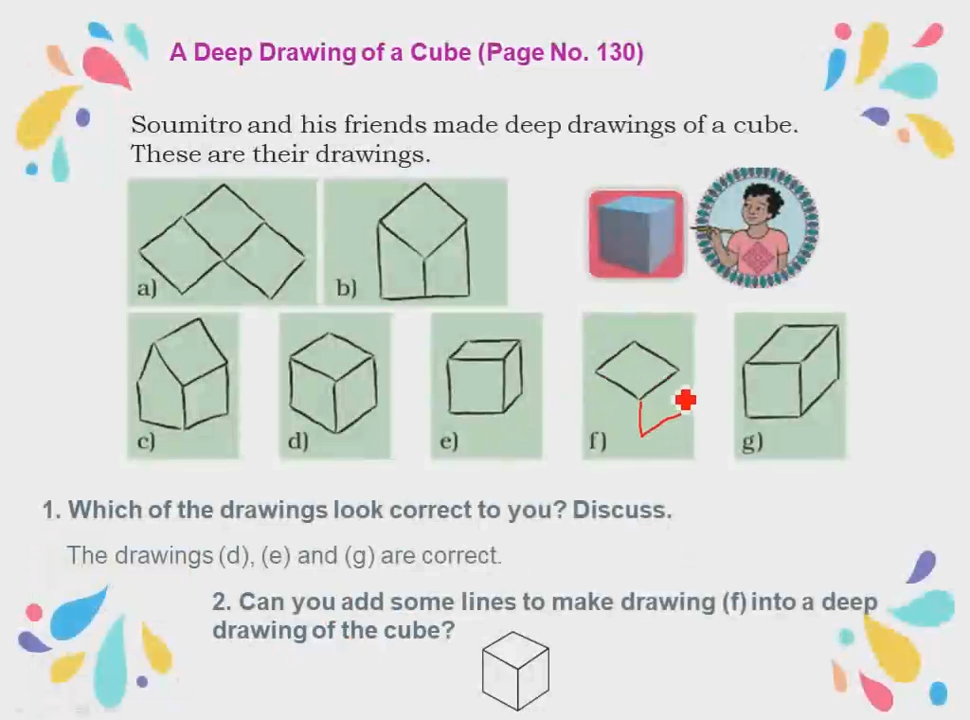 A Deep Drawing of a Cube (Page No. 130)
Soumitro and his friends made deep drawings of a cube.
These are their drawings.
a)
b)
c)
d)
e)
f)
g)
1. Which of the drawings look correct to you? Discuss.
The drawings (d), (e) and (g) are correct.
2. Can you add some lines to make drawing (f) into a deep
drawing of the cube?